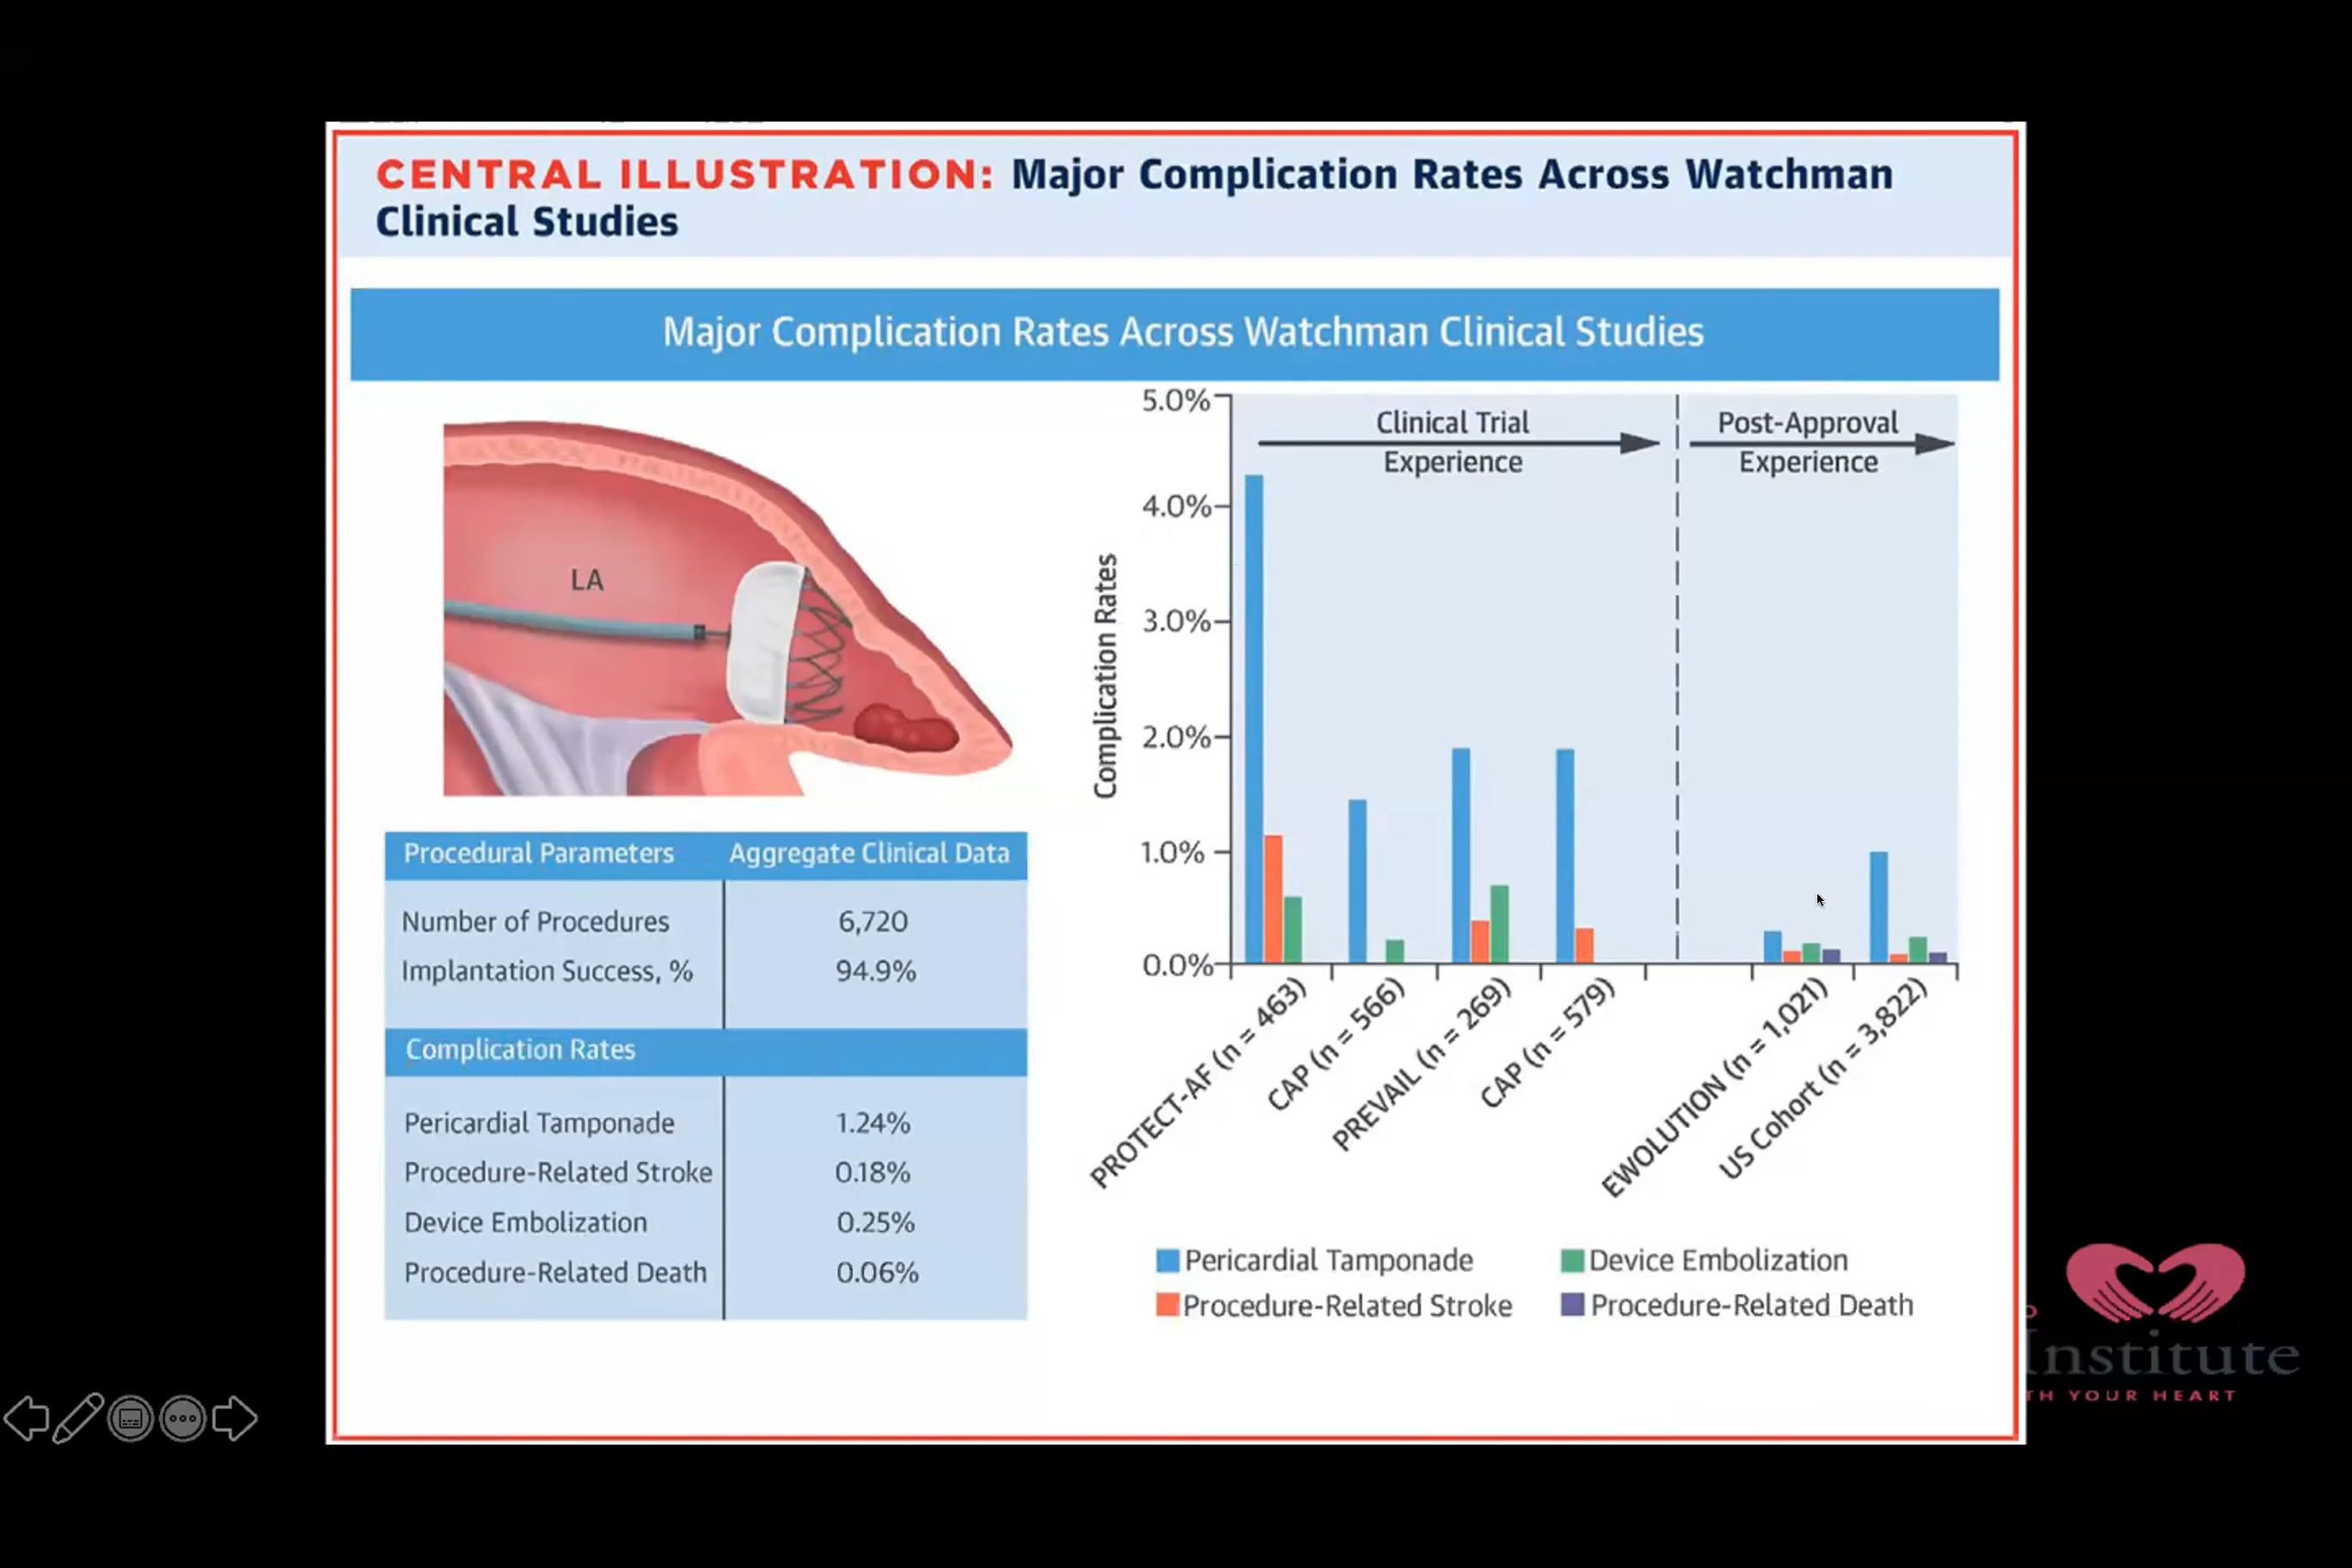 CENTRAL ILLUSTRATION: Major Complication Rates Across Watchman
Clinical Studies
Major Complication Rates Across Watchman Clinical Studies
LA
Procedural Parameters Aggregate Clinical Data
Number of Procedures 6,720
Implantation Success, % 94.9%
Complication Rates
Pericardial Tamponade 1.24%
Procedure-Related Stroke 0.18%
Device Embolization 0.25%
Procedure-Related Death 0.06%
Complication Rates
5.0%
4.0%
3.0%
2.0%
1.0%
0.0%
Clinical Trial
Experience
Post-Approval
Experience
PROTECT-AF (n = 463)
CAP (n = 566)
PREVAIL (n = 269)
CAP (n = 579)
EWOLUTION (n = 1,021)
US Cohort (n = 3,822)
Pericardial Tamponade
Device Embolization
Procedure-Related Stroke
Procedure-Related Death
Institute
TH YOUR HEART